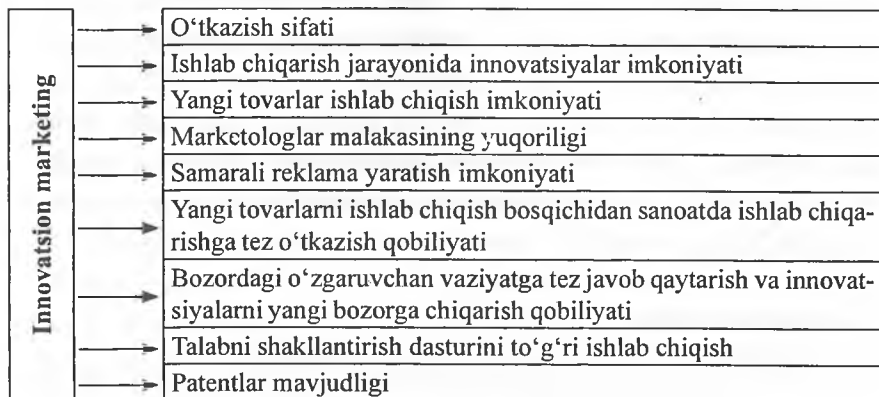 Innovatsion marketing
O‘tkazish sifati
Ishlab chiqarish jarayonida innovatsiyalar imkoniyati
Yangi tovarlar ishlab chiqish imkoniyati
Marketologlar malakasining yuqoriligi
Samarali reklama yaratish imkoniyati
Yangi tovarlarni ishlab chiqish bosqichidan sanoatda ishlab chiqa-
rishga tez o‘tkazish qobiliyati
Bozordagi o‘zgaruvchan vaziyatga tez javob qaytarish va innovat-
siyalarni yangi bozorga chiqarish qobiliyati
Talabni shakllantirish dasturini to‘g‘ri ishlab chiqish
Patentlar mavjudligi